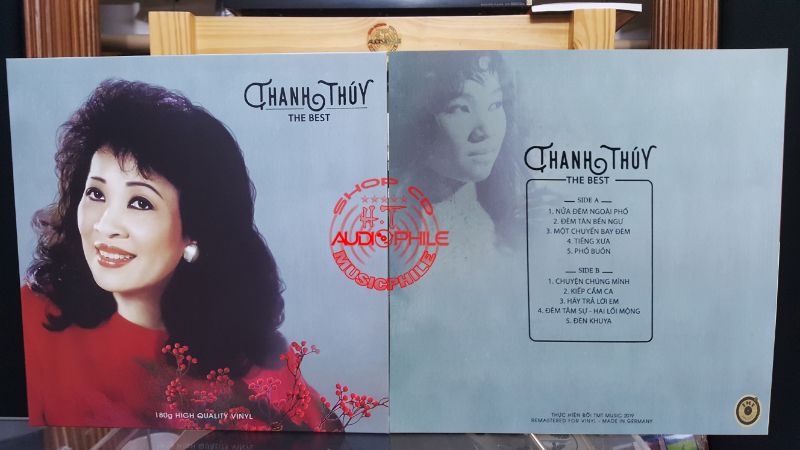 THANH THÚY
THE BEST
180g HIGH QUALITY VINYL
SHOP CD
H.T
AUDIOPHILE
MUSICPHILE
THANH THÚY
THE BEST
SIDE A
1. NỬA ĐÊM NGOÀI PHỐ
2. ĐÊM TÀN BẾN NGỰ
3. MỘT CHUYẾN BAY ĐÊM
4. TIẾNG XƯA
5. PHỐ BUỒN
SIDE B
1. CHUYỆN CHÚNG MÌNH
2. KIẾP CẦM CA
3. HÃY TRẢ LỜI EM
4. ĐÊM TÂM SỰ - HAI LỐI MỘNG
5. ĐÈN KHUYA
THỰC HIỆN BỞI TMT MUSIC 2019
REMASTERED FOR VINYL - MADE IN GERMANY